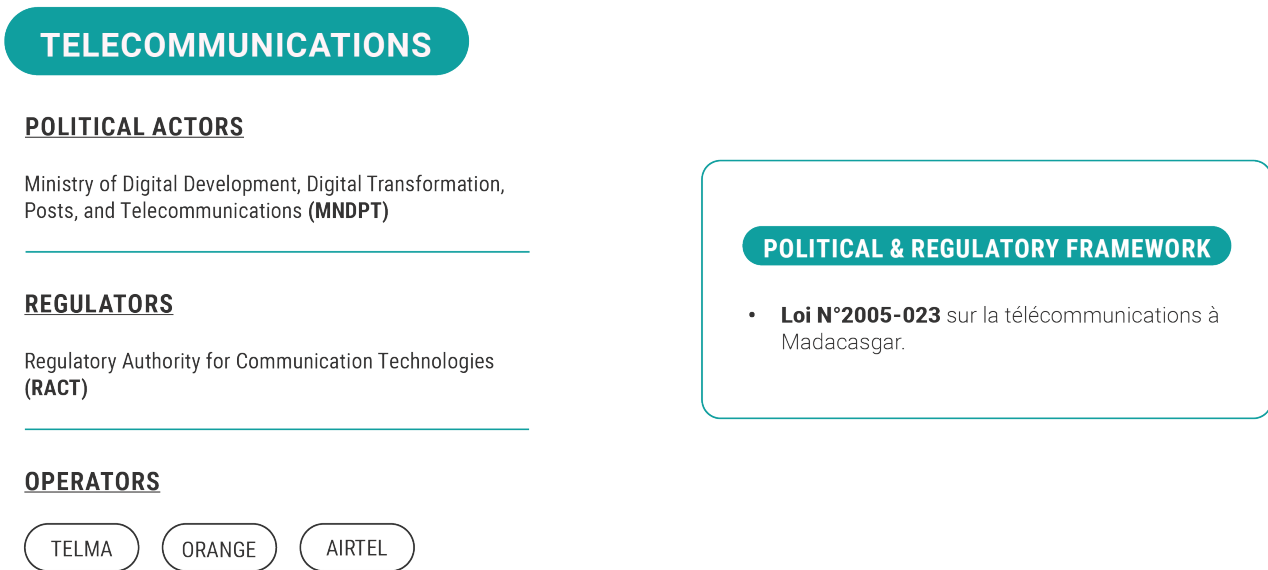 TELECOMMUNICATIONS
POLITICAL ACTORS
Ministry of Digital Development, Digital Transformation,
Posts, and Telecommunications (MNDPT)
REGULATORS
Regulatory Authority for Communication Technologies
(RACT)
OPERATORS
TELMA
ORANGE
AIRTEL
POLITICAL & REGULATORY FRAMEWORK
• Loi N°2005-023 sur la télécommunications à
Madacasgar.